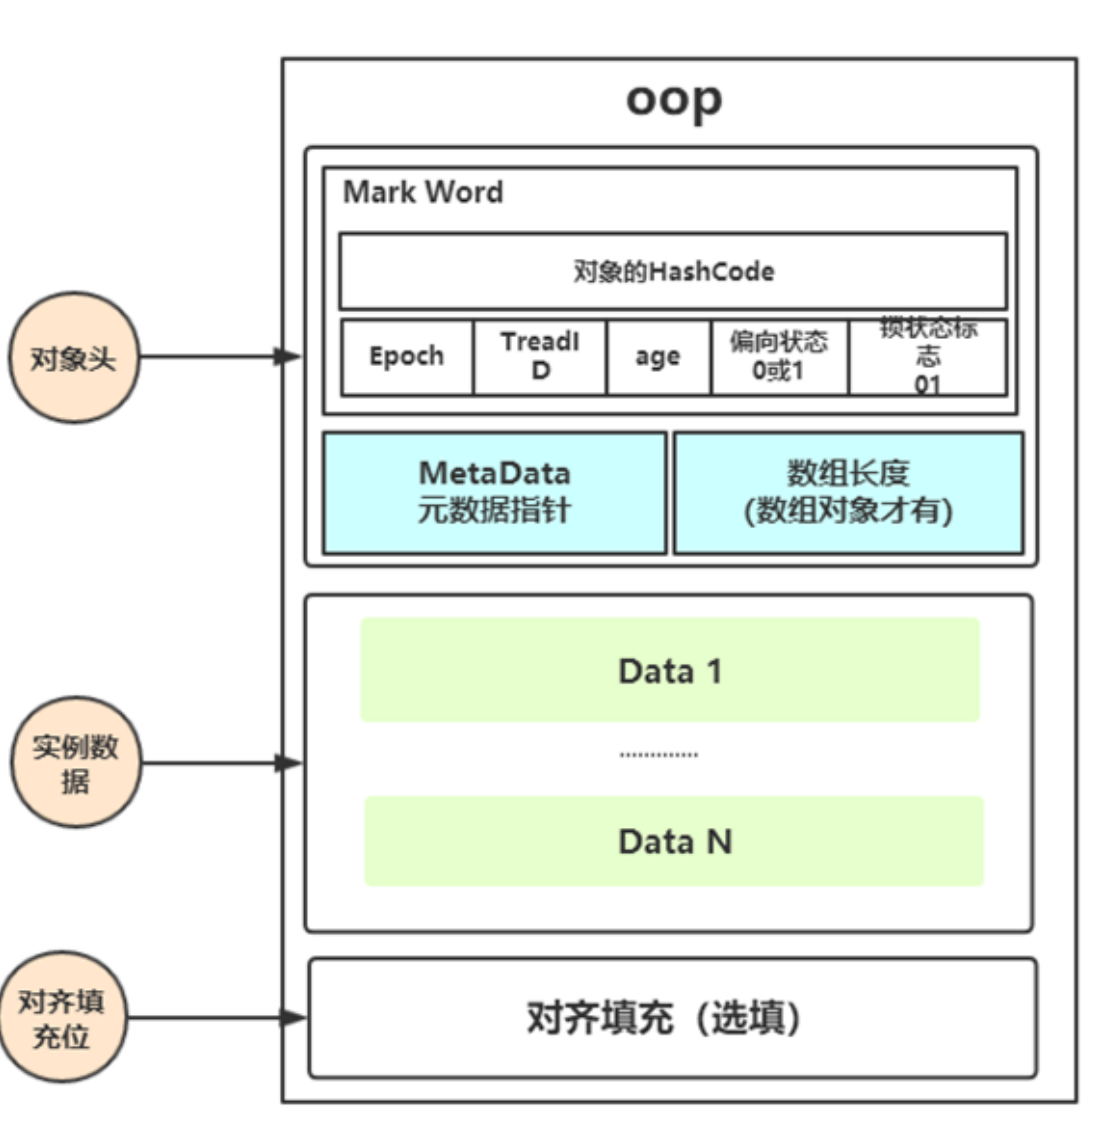 oop
Mark Word
对象的HashCode
对象头
Epoch
TreadI
D
age
偏向状态
0或1
锁状态标
志
01
MetaData
元数据指针
数组长度
(数组对象才有)
Data 1
.............
实例数
据
Data N
对齐填
充位
对齐填充（选填）